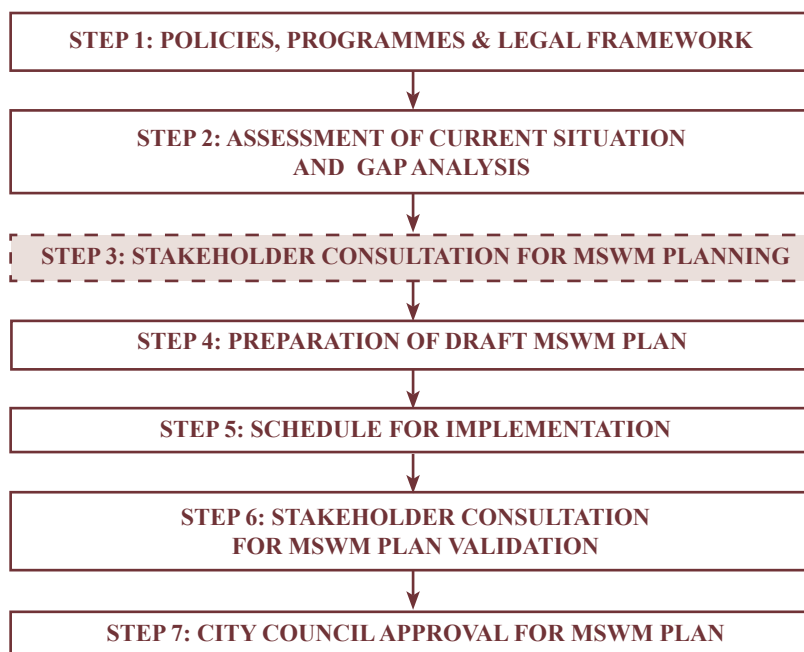 STEP 1: POLICIES, PROGRAMMES & LEGAL FRAMEWORK
STEP 2: ASSESSMENT OF CURRENT SITUATION
AND GAP ANALYSIS
STEP 3: STAKEHOLDER CONSULTATION FOR MSWM PLANNING
STEP 4: PREPARATION OF DRAFT MSWM PLAN
STEP 5: SCHEDULE FOR IMPLEMENTATION
STEP 6: STAKEHOLDER CONSULTATION
FOR MSWM PLAN VALIDATION
STEP 7: CITY COUNCIL APPROVAL FOR MSWM PLAN